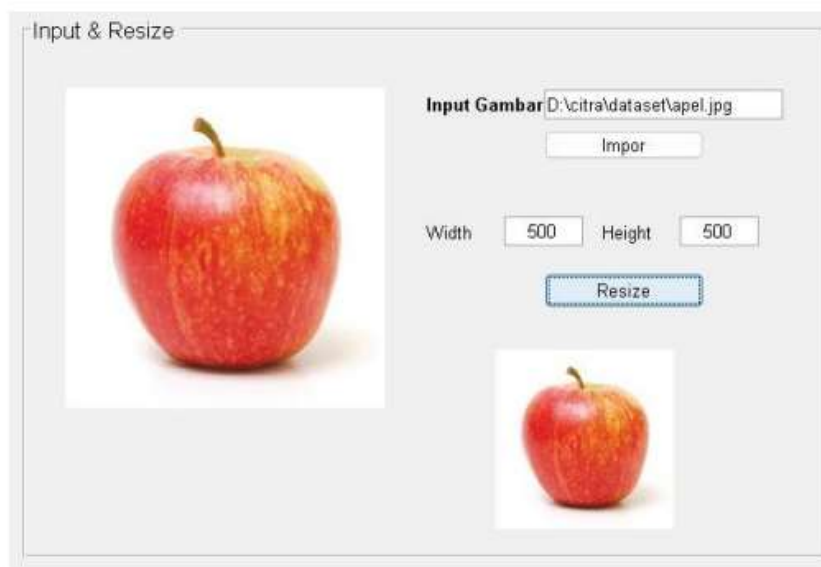 Input & Resize
Input Gambar D:\citra\dataset\apel.jpg
Impor
Width 500 Height 500
Resize